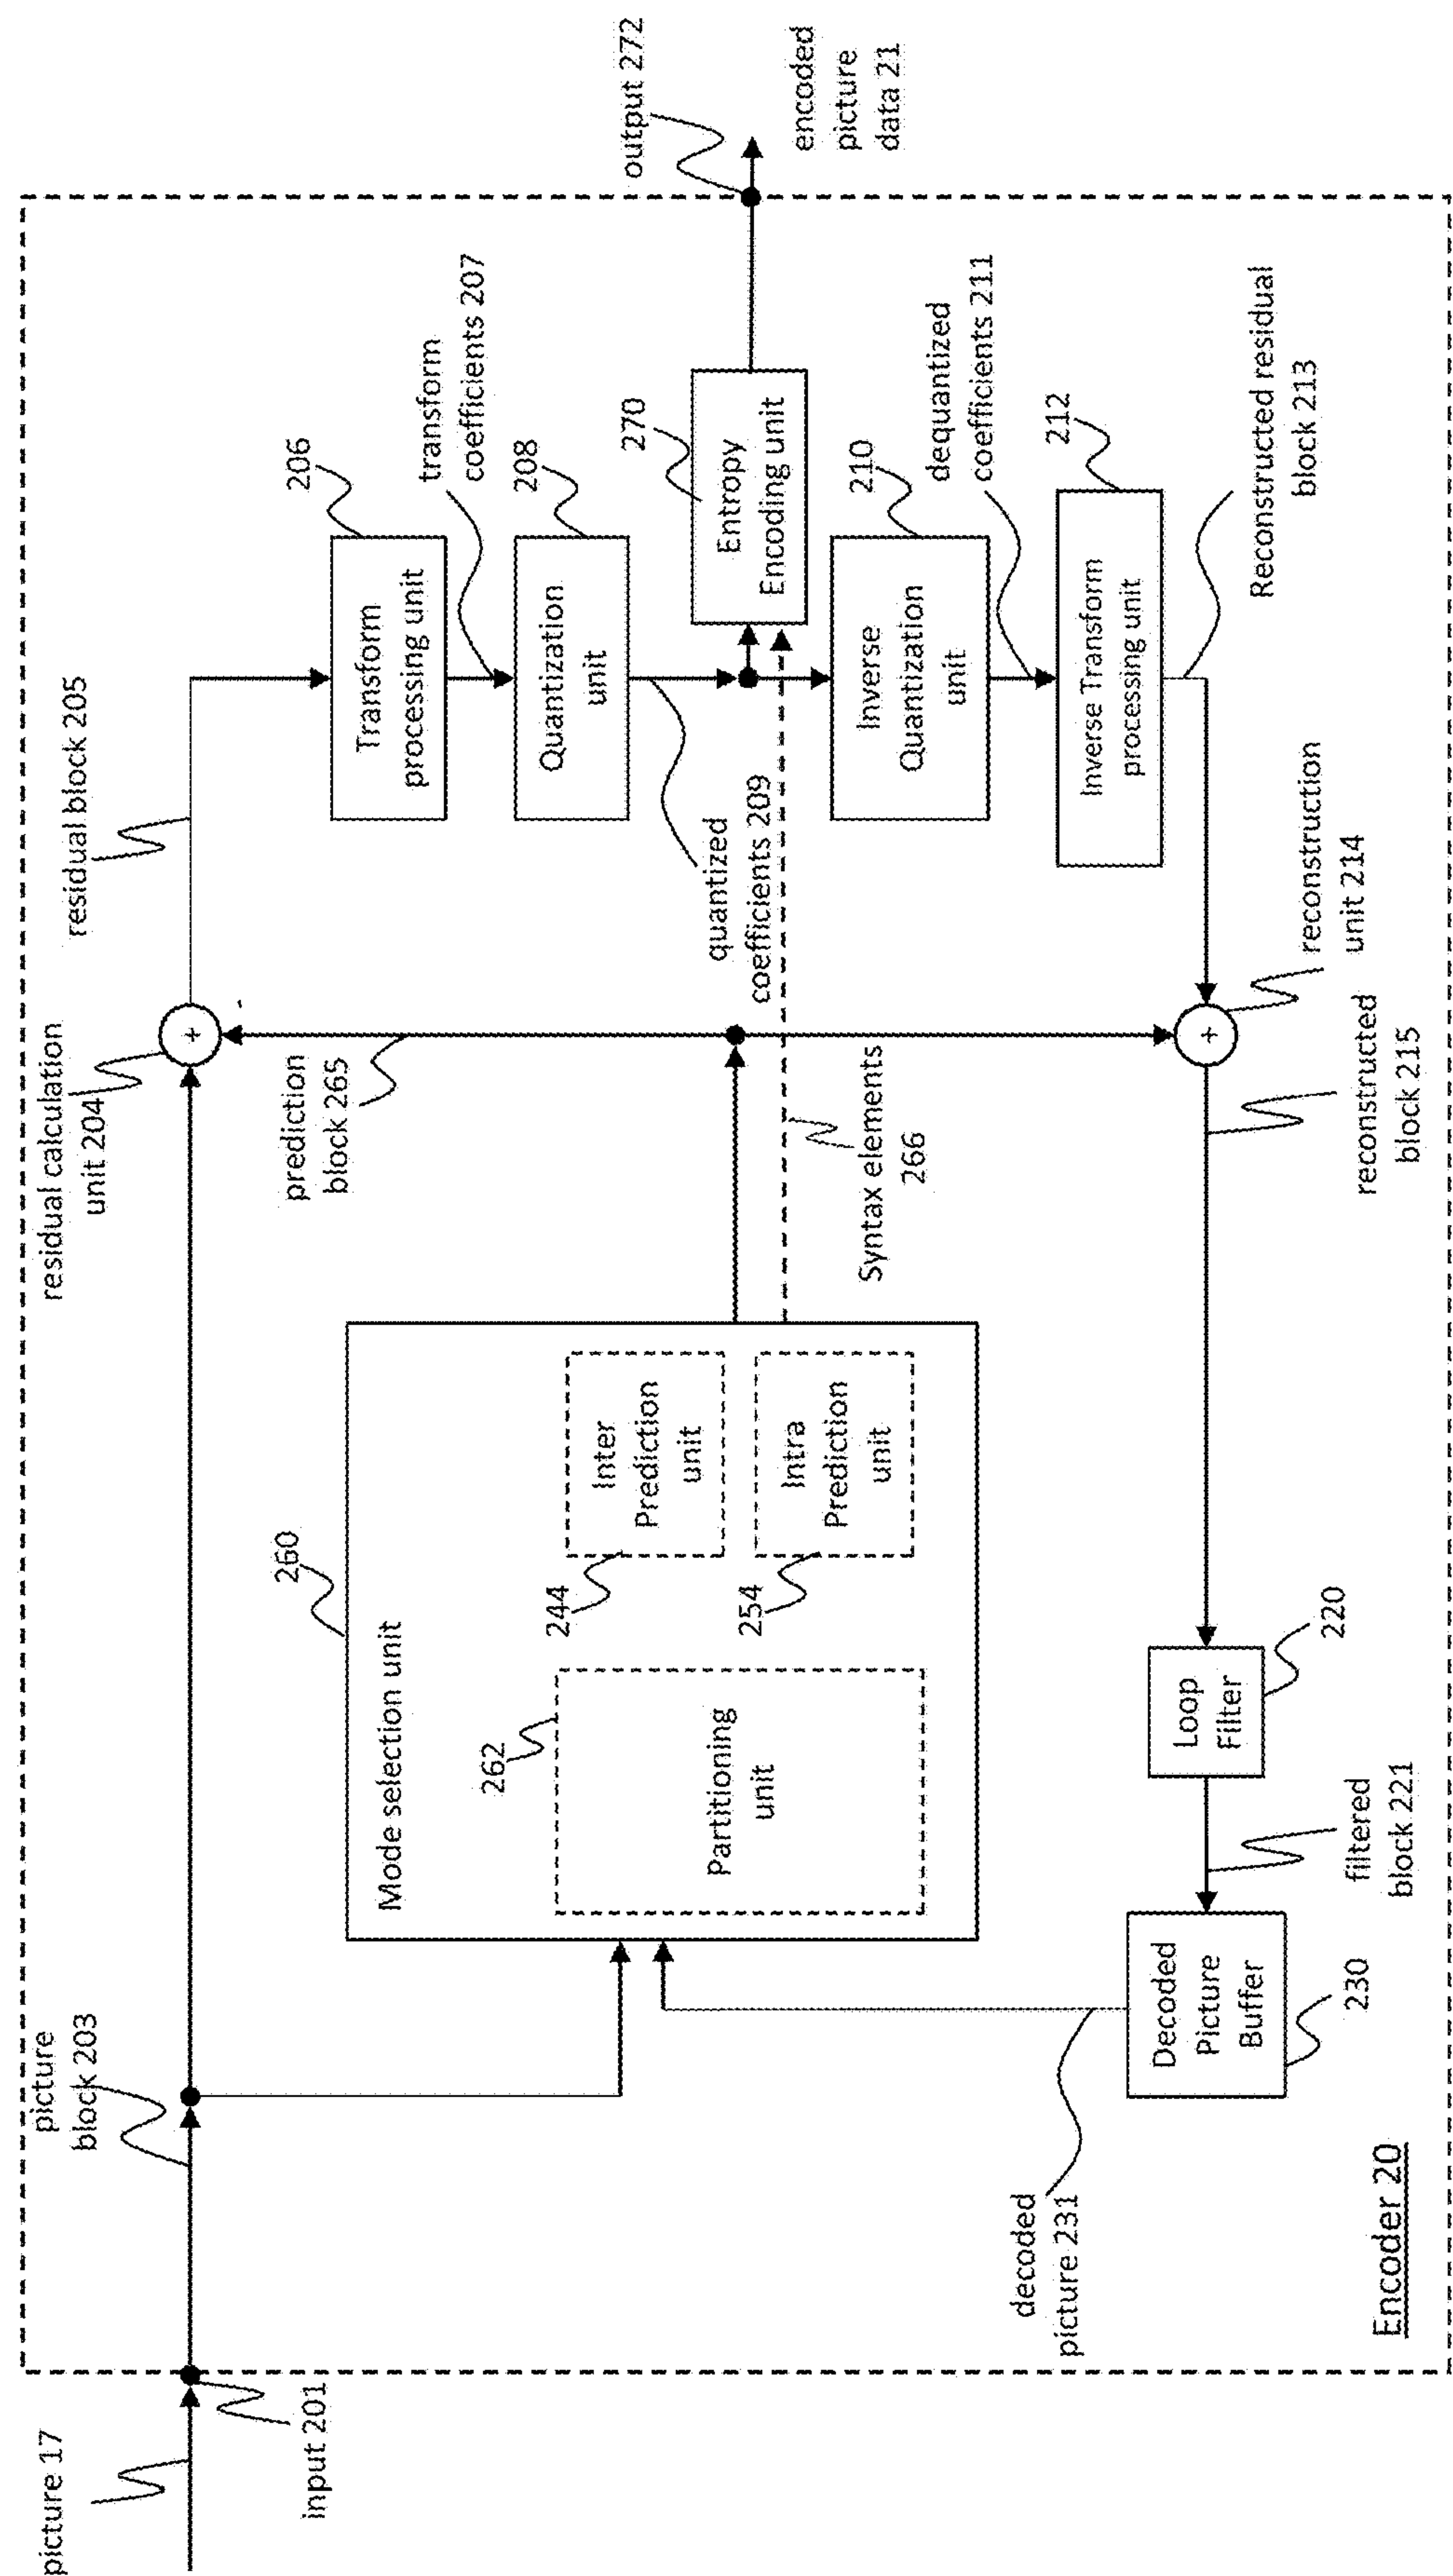 picture 17
input 201
picture
block 203
residual calculation
unit 204
residual block 205
prediction
block 265
260
Mode selection unit
262
Partitioning
unit
244
Inter
Prediction
unit
254
Intra
Prediction
unit
Syntax elements
266
206
Transform
processing unit
transform
coefficients 207
208
Quantization
unit
quantized
coefficients 209
270
Entropy
Encoding unit
output 272
encoded
picture
data 21
210
Inverse
Quantization
unit
dequantized
coefficients 211
212
Inverse Transform
processing unit
Reconstructed residual
block 213
reconstruction
unit 214
reconstructed
block 215
Loop
Filter
220
filtered
block 221
Decoded
Picture
Buffer
230
decoded
picture 231
Encoder 20
+
+